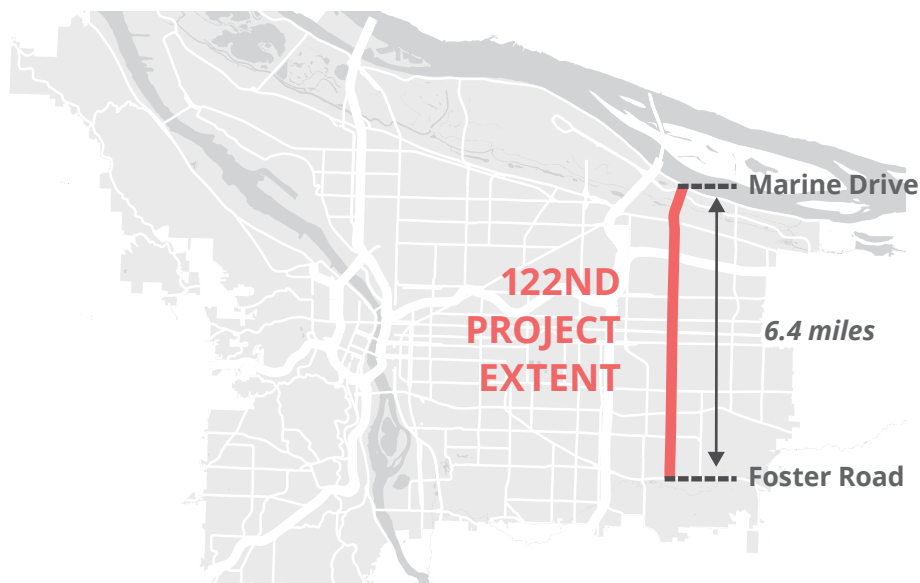 Marine Drive
122ND
PROJECT
EXTENT
6.4 miles
Foster Road